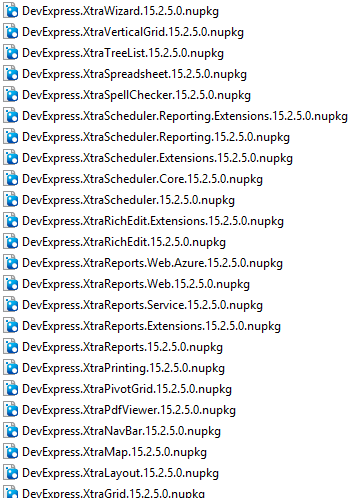 DevExpress.XtraWizard.15.2.5.0.nupkg
DevExpress.XtraVerticalGrid.15.2.5.0.nupkg
DevExpress.XtraTreeList.15.2.5.0.nupkg
DevExpress.XtraSpreadsheet.15.2.5.0.nupkg
DevExpress.XtraSpellChecker.15.2.5.0.nupkg
DevExpress.XtraScheduler.Reporting.Extensions.15.2.5.0.nupkg
DevExpress.XtraScheduler.Reporting.15.2.5.0.nupkg
DevExpress.XtraScheduler.Extensions.15.2.5.0.nupkg
DevExpress.XtraScheduler.Core.15.2.5.0.nupkg
DevExpress.XtraScheduler.15.2.5.0.nupkg
DevExpress.XtraRichEdit.Extensions.15.2.5.0.nupkg
DevExpress.XtraRichEdit.15.2.5.0.nupkg
DevExpress.XtraReports.Web.Azure.15.2.5.0.nupkg
DevExpress.XtraReports.Web.15.2.5.0.nupkg
DevExpress.XtraReports.Service.15.2.5.0.nupkg
DevExpress.XtraReports.Extensions.15.2.5.0.nupkg
DevExpress.XtraReports.15.2.5.0.nupkg
DevExpress.XtraPrinting.15.2.5.0.nupkg
DevExpress.XtraPivotGrid.15.2.5.0.nupkg
DevExpress.XtraPdfViewer.15.2.5.0.nupkg
DevExpress.XtraNavBar.15.2.5.0.nupkg
DevExpress.XtraMap.15.2.5.0.nupkg
DevExpress.XtraLayout.15.2.5.0.nupkg
DevExpress.XtraGrid.15.2.5.0.nupkg